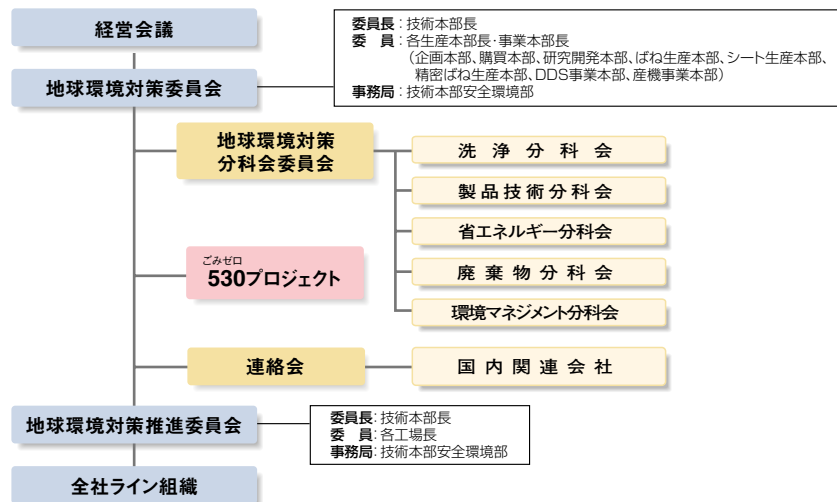 経営会議
委員長：技術本部長
委　員：各生産本部長・事業本部長
（企画本部、購買本部、研究開発本部、ばね生産本部、シート生産本部、
精密ばね生産本部、DDS事業本部、産機事業本部）
事務局：技術本部安全環境部
地球環境対策委員会
地球環境対策
分科会委員会
洗浄分科会
製品技術分科会
省エネルギー分科会
廃棄物分科会
環境マネジメント分科会
ごみゼロ
530プロジェクト
連絡会
国内関連会社
地球環境対策推進委員会
委員長：技術本部長
委　員：各工場長
事務局：技術本部安全環境部
全社ライン組織